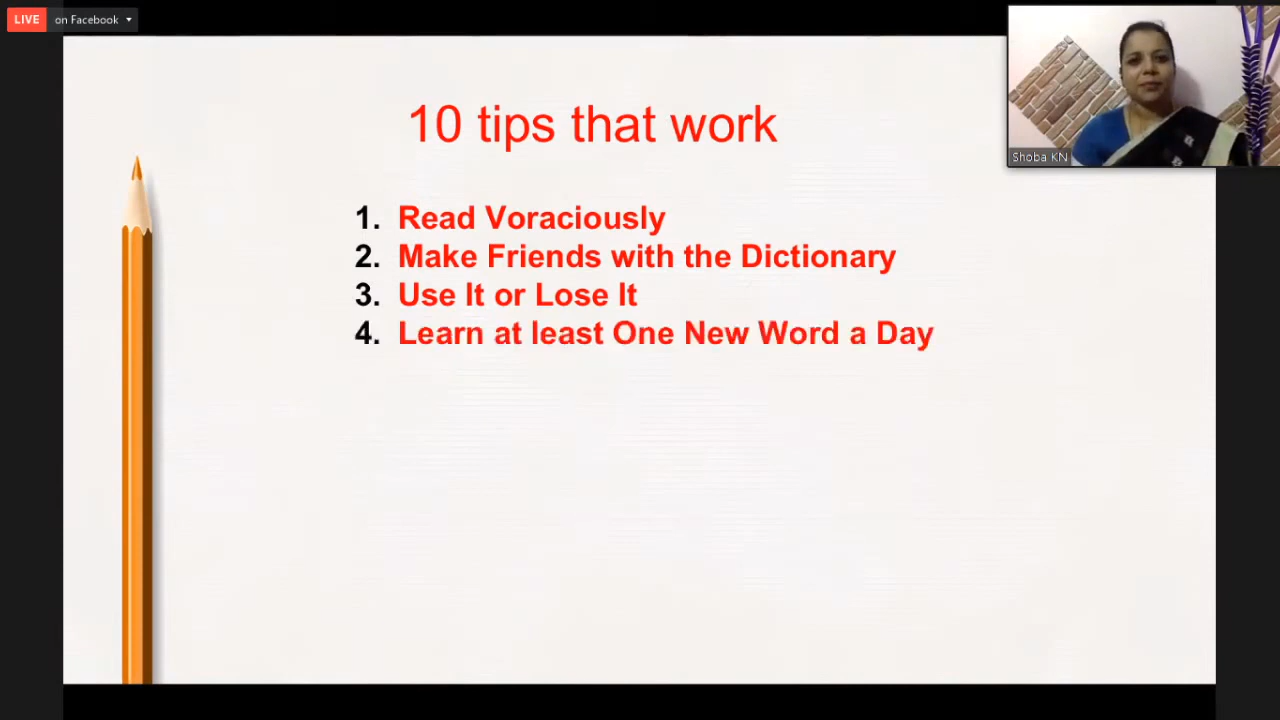 LIVE on Facebook
10 tips that work
1. Read Voraciously
2. Make Friends with the Dictionary
3. Use It or Lose It
4. Learn at least One New Word a Day
Shoba KN